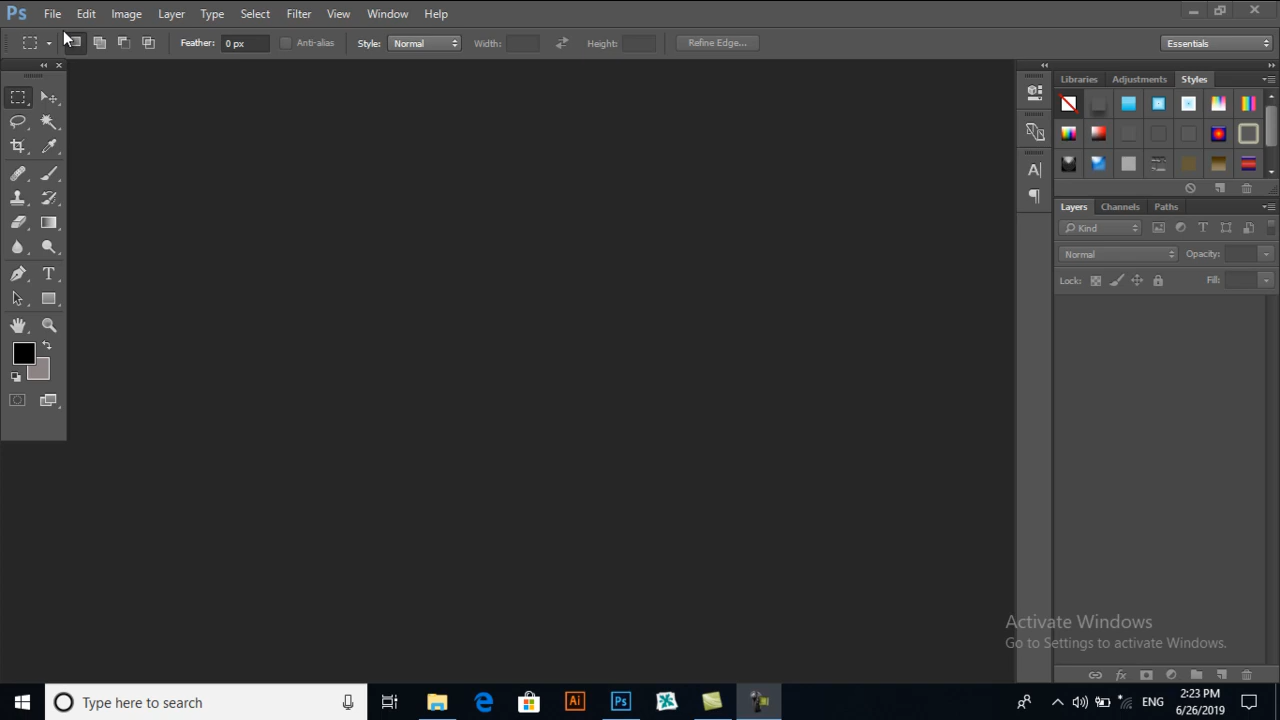 Ps File Edit Image Layer Type Select Filter View Window Help
Feather: 0 px Anti-alias Style: Normal Width: Height: Refine Edge... Essentials
Libraries Adjustments Styles
Layers Channels Paths
Kind
Normal Opacity:
Lock: Fill:
Activate Windows
Go to Settings to activate Windows.
Type here to search Ai Ps ENG 2:23 PM
6/26/2019